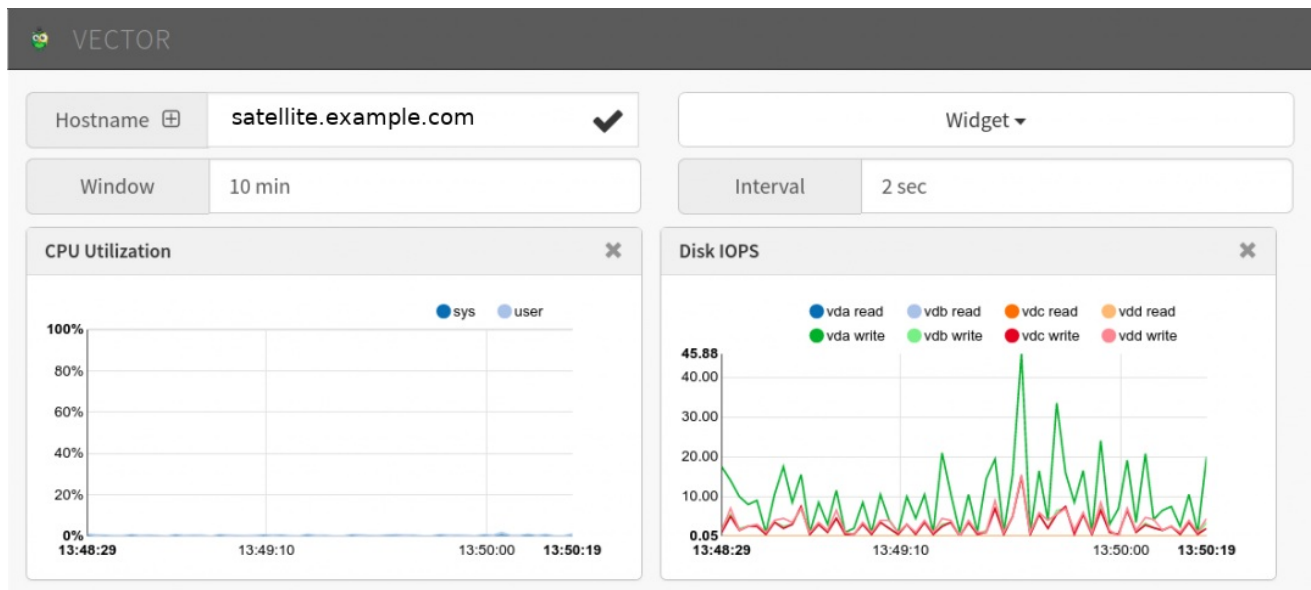 VECTOR
Hostname satellite.example.com Widget
Window 10 min Interval 2 sec
CPU Utilization
sys user
100%
80%
60%
40%
20%
0%
13:48:29 13:49:10 13:50:00 13:50:19
Disk IOPS
vda read vdb read vdc read vdd read
vda write vdb write vdc write vdd write
45.88
40.00
30.00
20.00
10.00
0.05
13:48:29 13:49:10 13:50:00 13:50:19